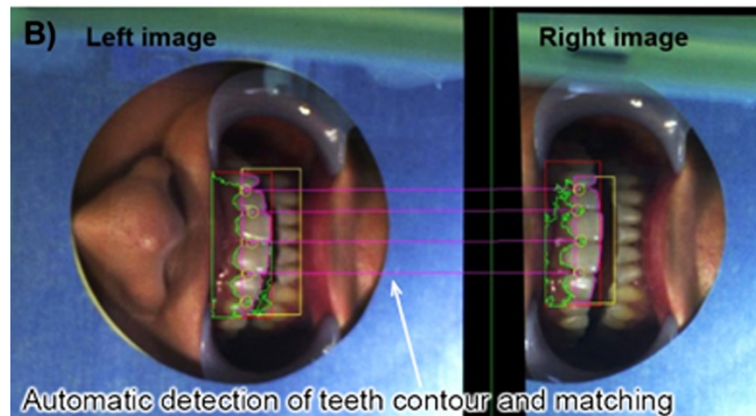 B) Left image Right image
Automatic detection of teeth contour and matching